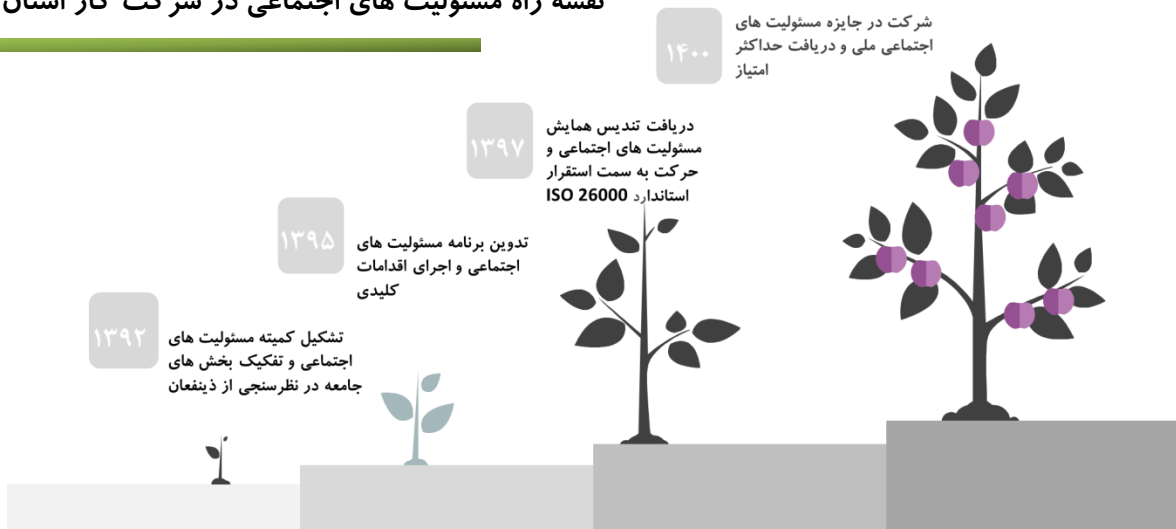 نقشه راه مسئولیت های اجتماعی در شرکت گاز استان
۱۴۰۰
شرکت در جایزه مسئولیت های
اجتماعی ملی و دریافت حداکثر
امتیاز
۱۳۹۷
دریافت تندیس همایش
مسئولیت های اجتماعی و
حرکت به سمت استقرار
استاندارد ISO 26000
۱۳۹۵
تدوین برنامه مسئولیت های
اجتماعی و اجرای اقدامات
کلیدی
۱۳۹۲
تشکیل کمیته مسئولیت های
اجتماعی و تفکیک بخش های
جامعه در نظرسنجی از ذینفعان